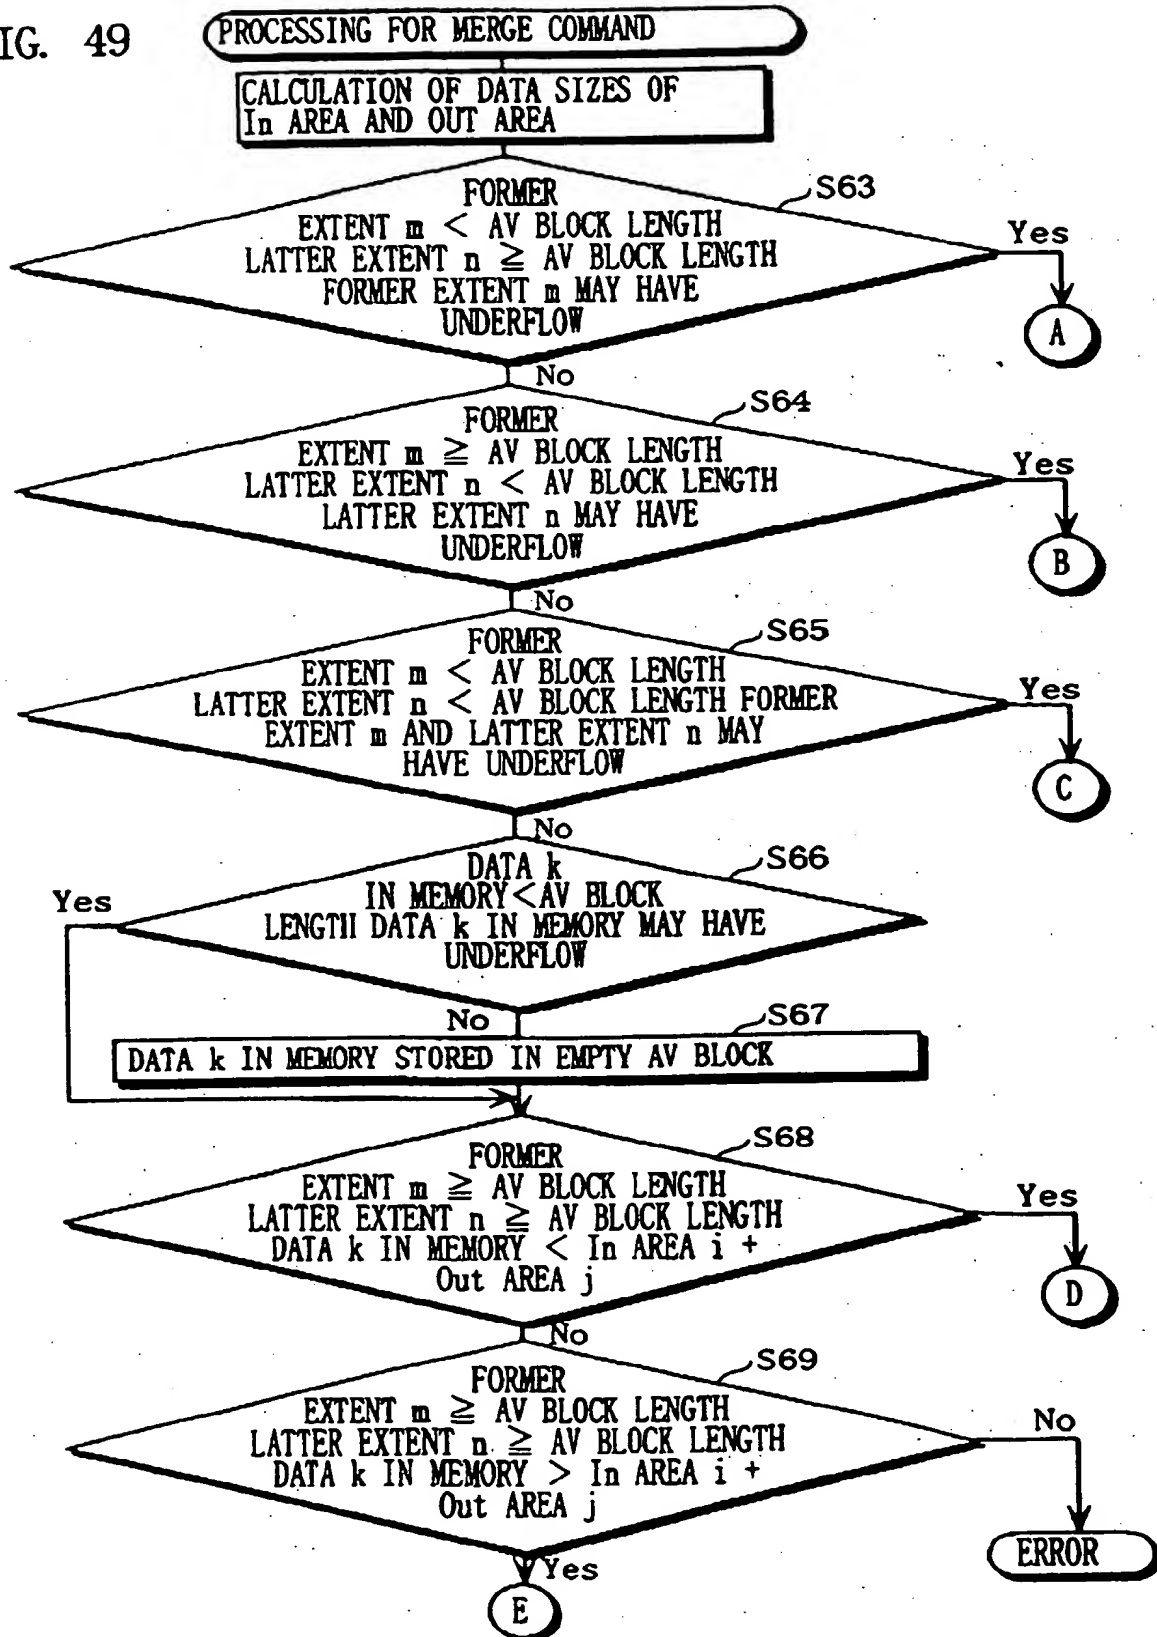 IG. 49
PROCESSING FOR MERGE COMMAND
CALCULATION OF DATA SIZES OF
In AREA AND OUT AREA
S63
FORMER
EXTENT m < AV BLOCK LENGTH
LATTER EXTENT n ≧ AV BLOCK LENGTH
FORMER EXTENT m MAY HAVE
UNDERFLOW
Yes
A
No
S64
FORMER
EXTENT m ≧ AV BLOCK LENGTH
LATTER EXTENT n < AV BLOCK LENGTH
LATTER EXTENT n MAY HAVE
UNDERFLOW
Yes
B
No
S65
FORMER
EXTENT m < AV BLOCK LENGTH
LATTER EXTENT n < AV BLOCK LENGTH FORMER
EXTENT m AND LATTER EXTENT n MAY
HAVE UNDERFLOW
Yes
C
No
S66
DATA k
IN MEMORY<AV BLOCK
LENGTH DATA k IN MEMORY MAY HAVE
UNDERFLOW
Yes
No
S67
DATA k IN MEMORY STORED IN EMPTY AV BLOCK
S68
FORMER
EXTENT m ≧ AV BLOCK LENGTH
LATTER EXTENT n ≧ AV BLOCK LENGTH
DATA k IN MEMORY < In AREA i +
Out AREA j
Yes
D
No
S69
FORMER
EXTENT m ≧ AV BLOCK LENGTH
LATTER EXTENT n ≧ AV BLOCK LENGTH
DATA k IN MEMORY > In AREA i +
Out AREA j
No
ERROR
Yes
E